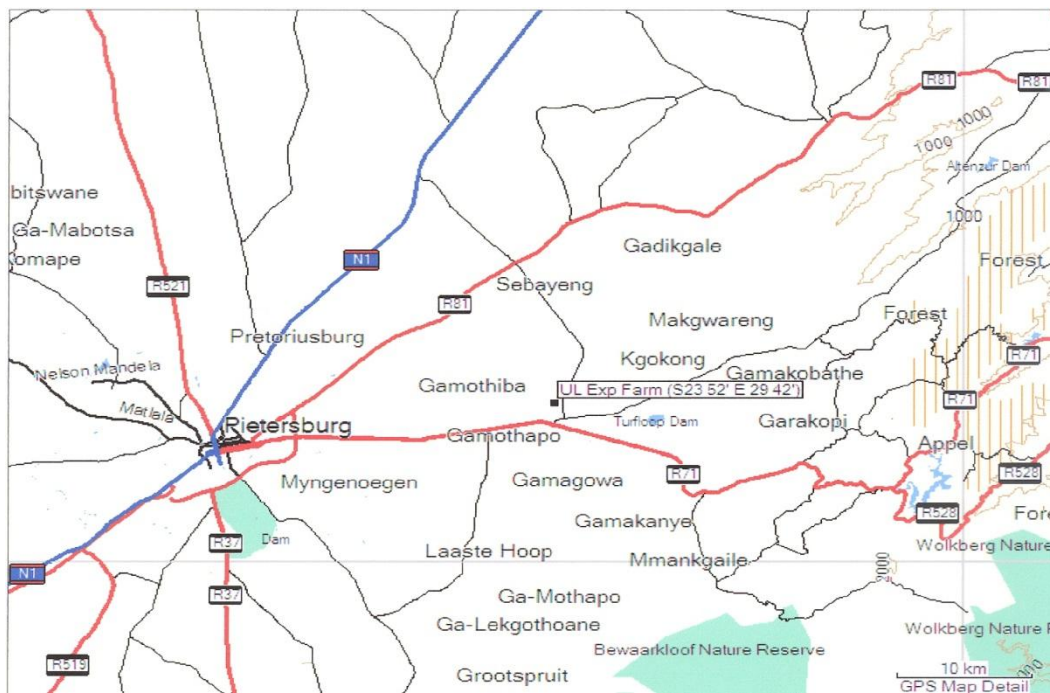 R81
R81
1000
1000
Altenzur Dam
bitswane
1000
Ga-Mabotsa
Gadikgale
omape
N1
Forest
R521
Sebayeng
R81
Forest
Pretoriusburg
Makgwareng
R71
Nelson Mandela
Kgokong
Gamakobathe
Gamothiba
UL Exp Farm (S23 52' E 29 42')
R71
Matlala
Turfloop Dam
Garakopi
Pietersburg
Gamothapo
Appel
Myngenoegen
Gamagowa
R71
R528
Gamakanye
R528
Fore
R37
Dam
Laaste Hoop
Mmankgaile
2000
Wolkberg Nature
N1
R37
Ga-Mothapo
Ga-Lekgothoane
Wolkberg Nature R
R519
Bewaarkloof Nature Reserve
Grootspruit
10 km
GPS Map Detail